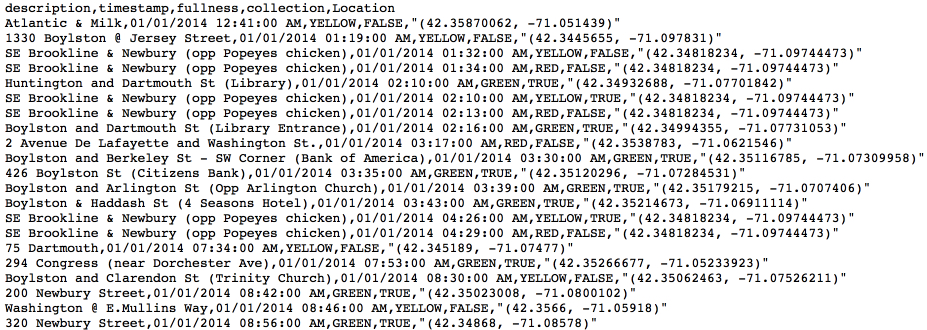 description,timestamp,fullness,collection,Location
Atlantic & Milk,01/01/2014 12:41:00 AM,YELLOW,FALSE,"(42.35870062, -71.051439)"
1330 Boylston @ Jersey Street,01/01/2014 01:19:00 AM,YELLOW,FALSE,"(42.3445655, -71.097831)"
SE Brookline & Newbury (opp Popeyes chicken),01/01/2014 01:32:00 AM,YELLOW,FALSE,"(42.34818234, -71.09744473)"
SE Brookline & Newbury (opp Popeyes chicken),01/01/2014 01:34:00 AM,RED,FALSE,"(42.34818234, -71.09744473)"
Huntington and Dartmouth St (Library),01/01/2014 02:10:00 AM,GREEN,TRUE,"(42.34932688, -71.07701842)"
SE Brookline & Newbury (opp Popeyes chicken),01/01/2014 02:10:00 AM,YELLOW,TRUE,"(42.34818234, -71.09744473)"
SE Brookline & Newbury (opp Popeyes chicken),01/01/2014 02:13:00 AM,RED,FALSE,"(42.34818234, -71.09744473)"
Boylston and Dartmouth St (Library Entrance),01/01/2014 02:16:00 AM,GREEN,TRUE,"(42.34994355, -71.07731053)"
2 Avenue De Lafayette and Washington St.,01/01/2014 03:17:00 AM,RED,FALSE,"(42.3538783, -71.0621546)"
Boylston and Berkeley St - SW Corner (Bank of America),01/01/2014 03:30:00 AM,GREEN,TRUE,"(42.35116785, -71.07309958)"
426 Boylston St (Citizens Bank),01/01/2014 03:35:00 AM,GREEN,TRUE,"(42.35120296, -71.07284531)"
Boylston and Arlington St (Opp Arlington Church),01/01/2014 03:39:00 AM,GREEN,TRUE,"(42.35179215, -71.0707406)"
Boylston & Haddash St (4 Seasons Hotel),01/01/2014 03:43:00 AM,GREEN,TRUE,"(42.35214673, -71.06911114)"
SE Brookline & Newbury (opp Popeyes chicken),01/01/2014 04:26:00 AM,YELLOW,TRUE,"(42.34818234, -71.09744473)"
SE Brookline & Newbury (opp Popeyes chicken),01/01/2014 04:29:00 AM,RED,FALSE,"(42.34818234, -71.09744473)"
75 Dartmouth,01/01/2014 07:34:00 AM,YELLOW,FALSE,"(42.345189, -71.07477)"
294 Congress (near Dorchester Ave),01/01/2014 07:53:00 AM,GREEN,TRUE,"(42.35266677, -71.05233923)"
Boylston and Clarendon St (Trinity Church),01/01/2014 08:30:00 AM,YELLOW,FALSE,"(42.35062463, -71.07526211)"
200 Newbury Street,01/01/2014 08:42:00 AM,GREEN,TRUE,"(42.35023008, -71.0800102)"
Washington @ E.Mullins Way,01/01/2014 08:46:00 AM,YELLOW,FALSE,"(42.3566, -71.05918)"
320 Newbury Street,01/01/2014 08:56:00 AM,GREEN,TRUE,"(42.34868, -71.08578)"